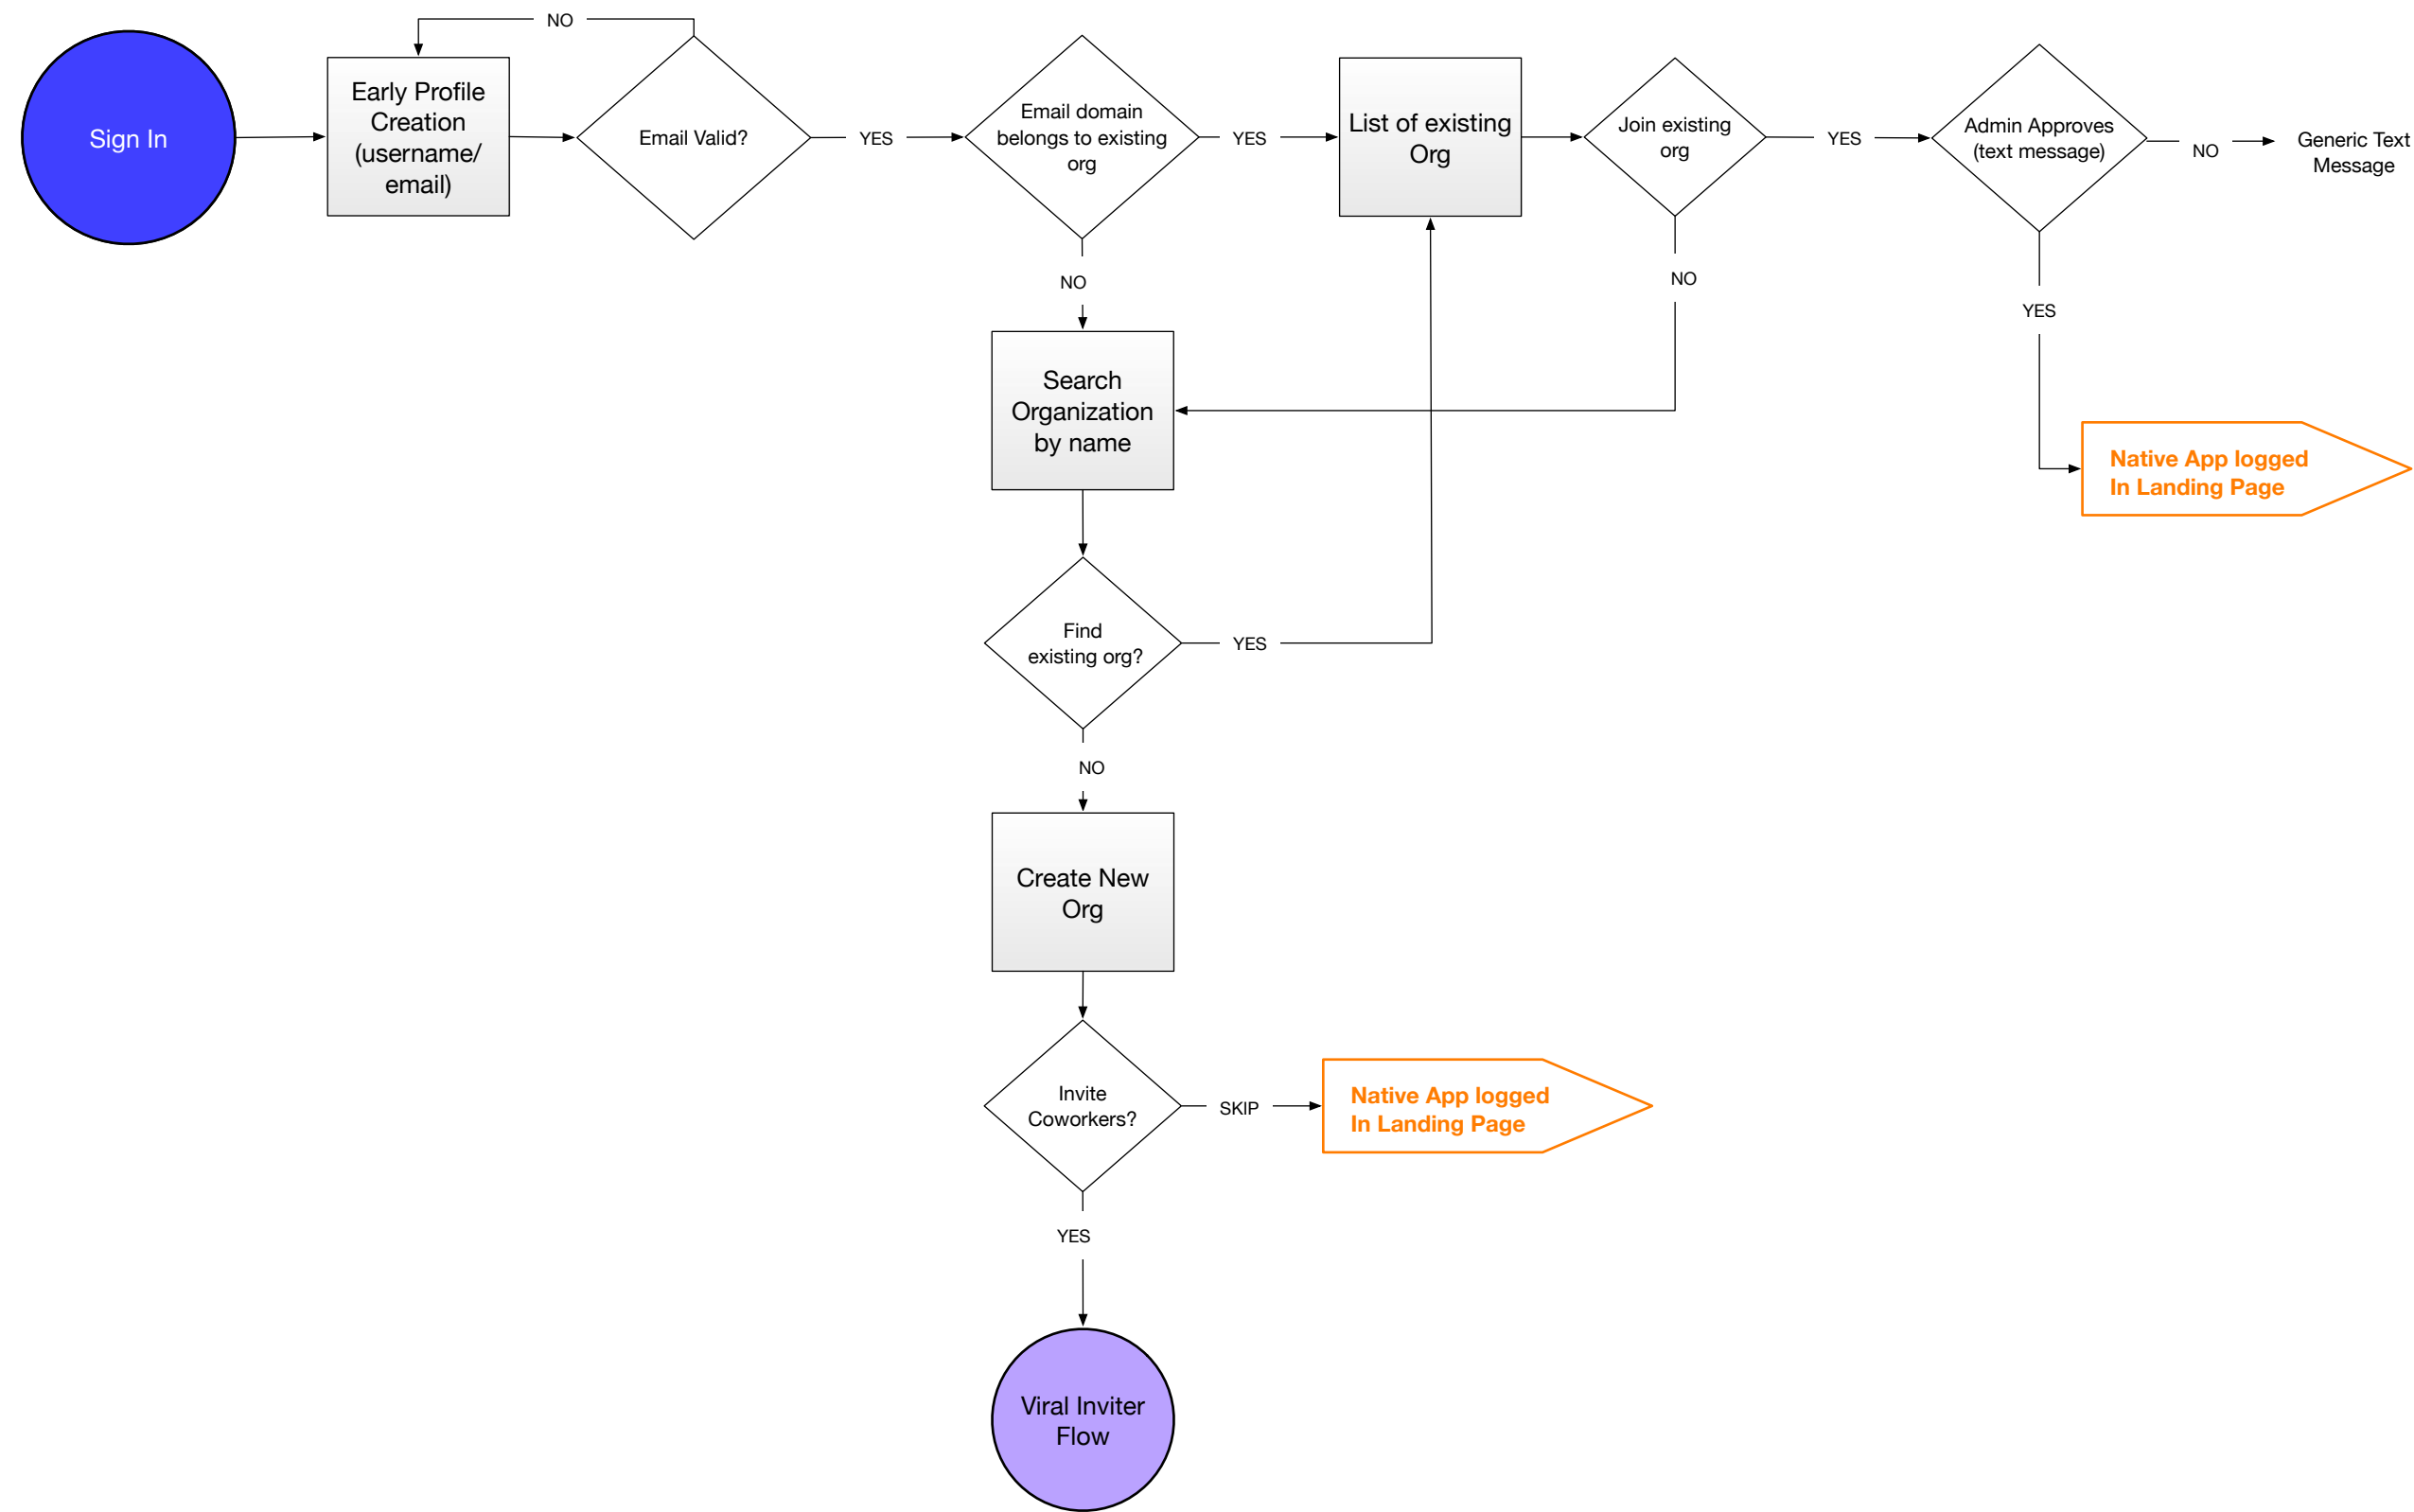 NO
Sign In
Early Profile
Creation
(username/
email)
Email Valid?
YES
Email domain
belongs to existing
org
YES
List of existing
Org
Join existing
org
YES
Admin Approves
(text message)
NO
Generic Text
Message
NO
NO
YES
Search
Organization
by name
Native App logged
In Landing Page
Find
existing org?
YES
NO
Create New
Org
Invite
Coworkers?
SKIP
Native App logged
In Landing Page
YES
Viral Inviter
Flow